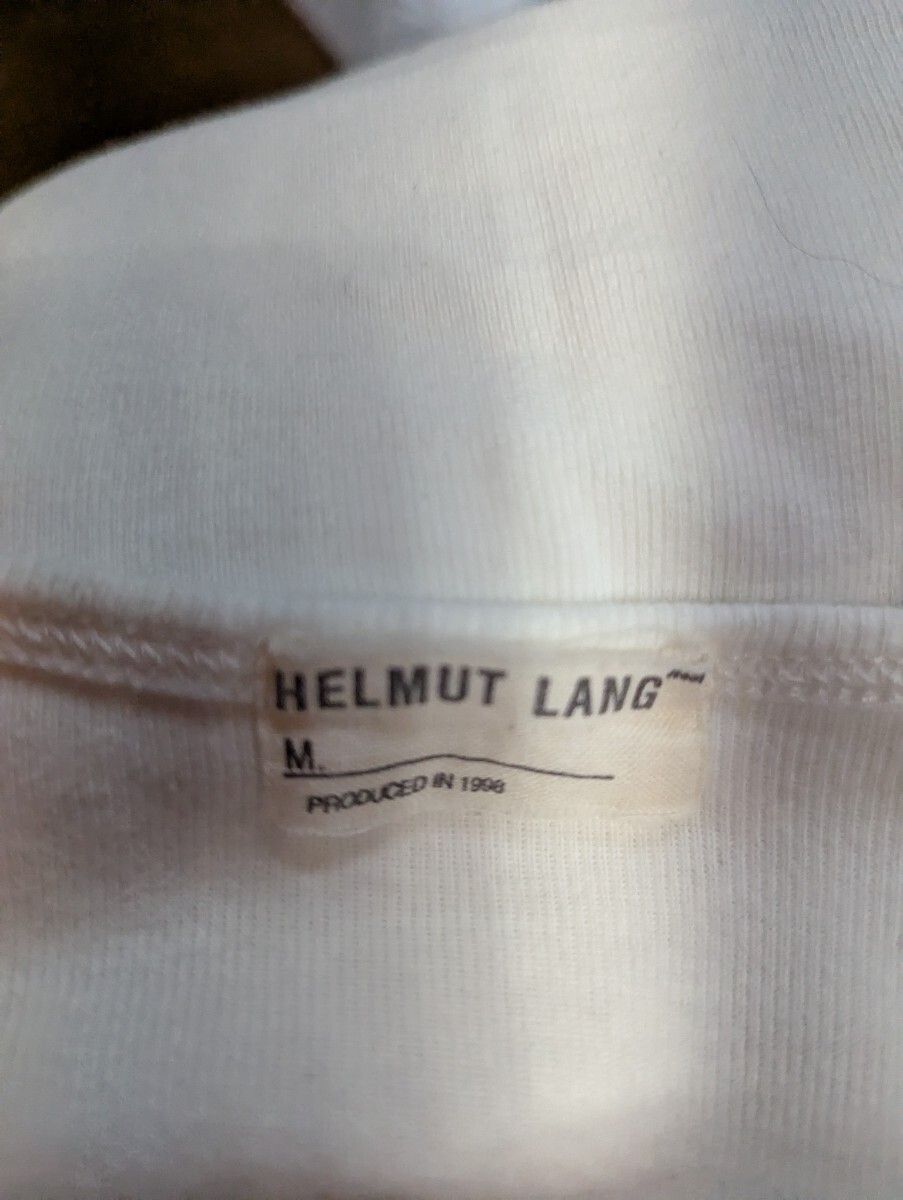 HELMUT LANG
M.
PRODUCED IN 1998